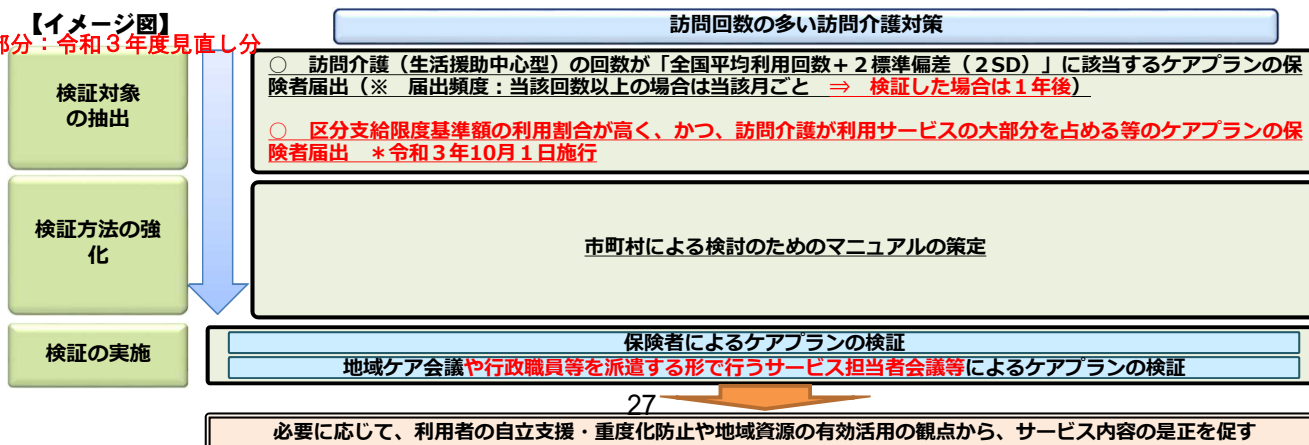 【イメージ図】
部分：令和３年度見直し分
訪問回数の多い訪問介護対策
検証対象
の抽出
○　訪問介護（生活援助中心型）の回数が「全国平均利用回数＋２標準偏差（２SD）」に該当するケアプランの保
険者届出（※　届出頻度：当該回数以上の場合は当該月ごと　⇒　検証した場合は１年後）
○　区分支給限度基準額の利用割合が高く、かつ、訪問介護が利用サービスの大部分を占める等のケアプランの保
険者届出　＊令和３年10月１日施行
検証方法の強
化
市町村による検討のためのマニュアルの策定
検証の実施
保険者によるケアプランの検証
地域ケア会議や行政職員等を派遣する形で行うサービス担当者会議等によるケアプランの検証
27
必要に応じて、利用者の自立支援・重度化防止や地域資源の有効活用の観点から、サービス内容の是正を促す